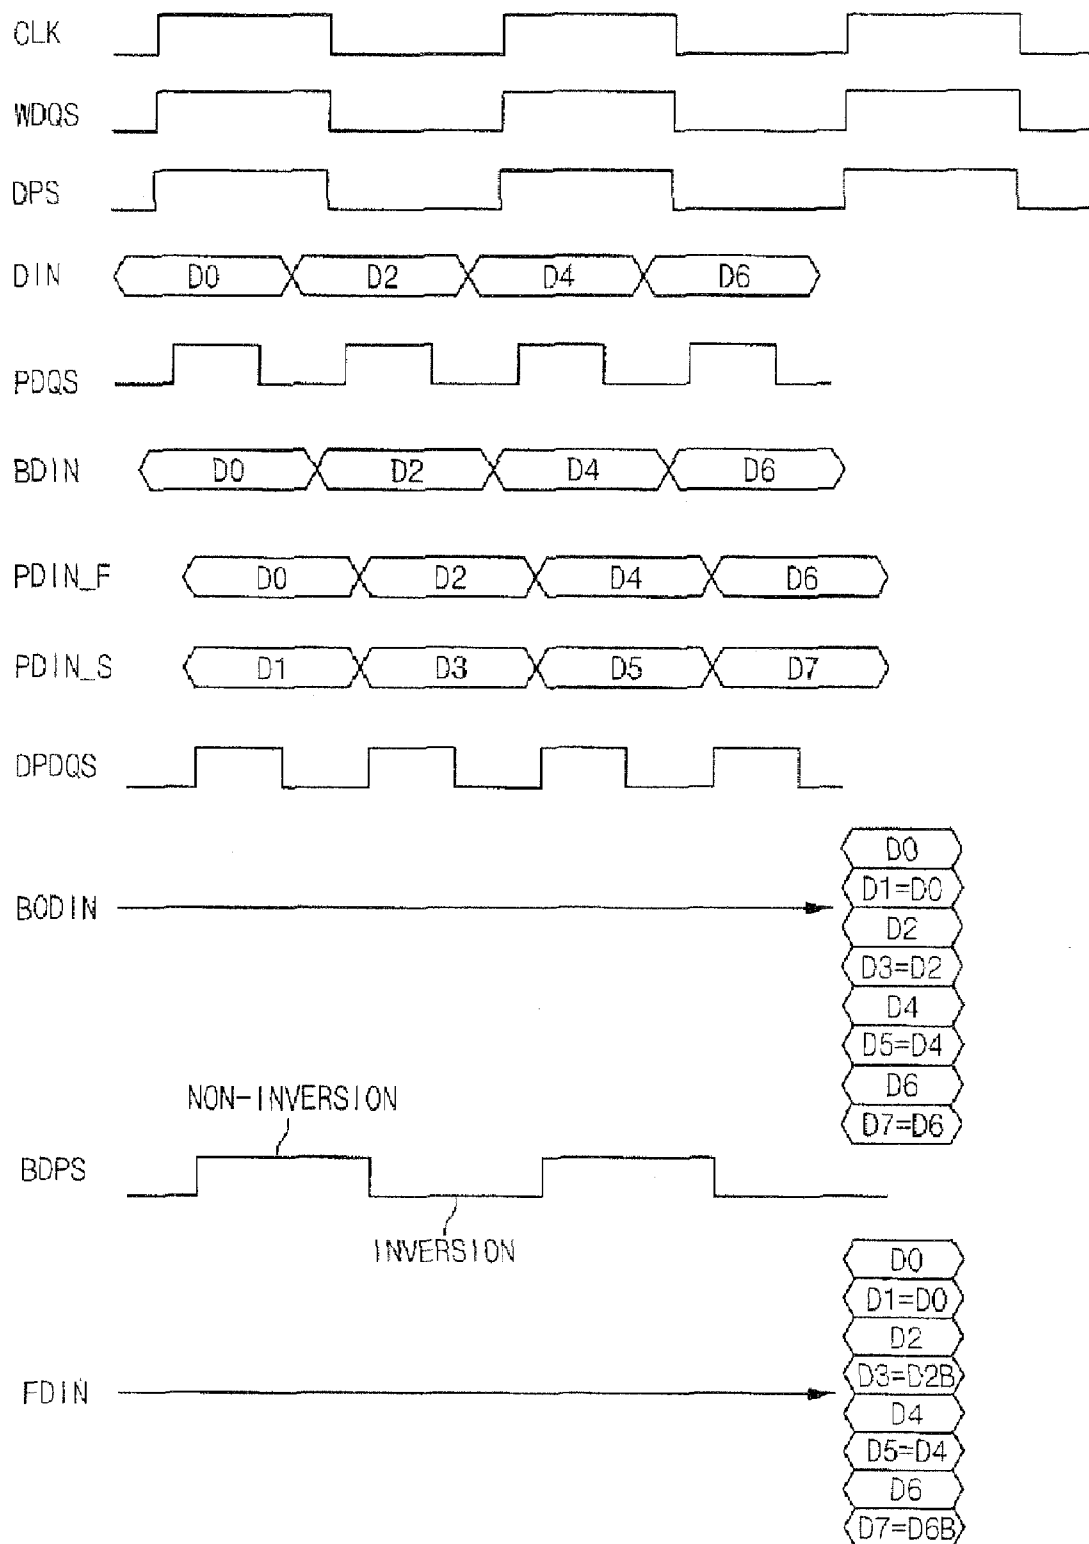 CLK
WDQS
DPS
DIN D0 D2 D4 D6
PDQS
BDIN D0 D2 D4 D6
PDIN_F D0 D2 D4 D6
PDIN_S D1 D3 D5 D7
DPDQS
BODIN
D0
D1=D0
D2
D3=D2
D4
D5=D4
D6
D7=D6
NON-INVERSION
BDPS
INVERSION
FDIN
D0
D1=D0
D2
D3=D2B
D4
D5=D4
D6
D7=D6B